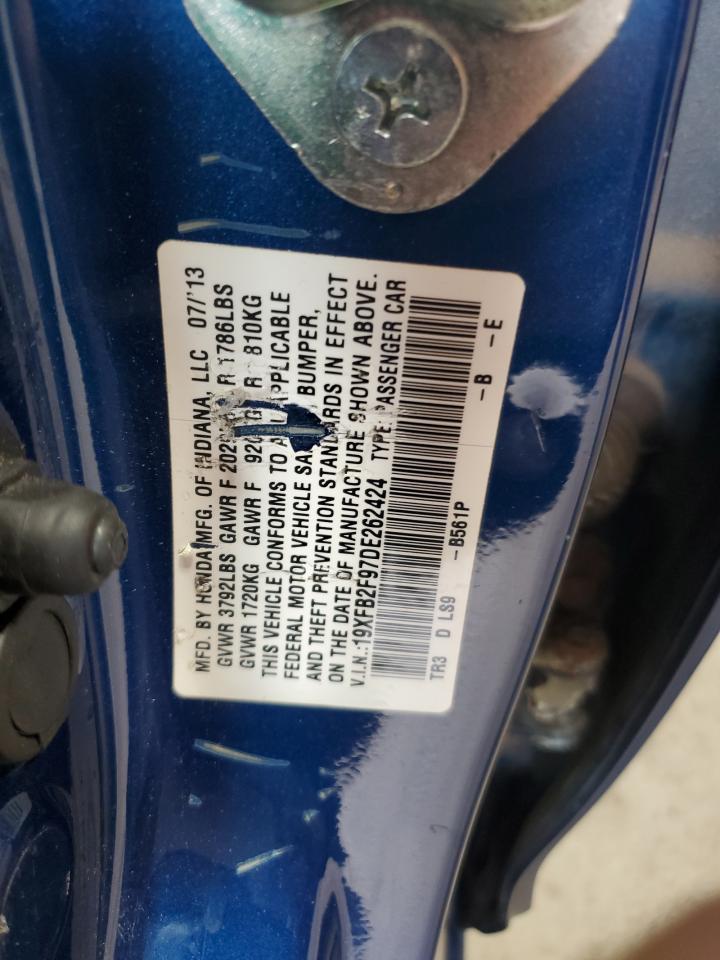 MFD. BY HONDA MFG. OF INDIANA, LLC 07/'13
GVWR 3792LBS GAWR F R 1786LBS
GVWR 1720KG GAWR F R 810KG
THIS VEHICLE CONFORMS TO APPLICABLE
FEDERAL MOTOR VEHICLE BUMPER,
AND THEFT PREVENTION STANDARDS IN EFFECT
ON THE DATE OF MANUFACTURE SHOWN ABOVE.
V.I.N.:19XFB2F97DE262424 TYPE: PASSENGER CAR
TR3 D LS9 -B561P -B -E